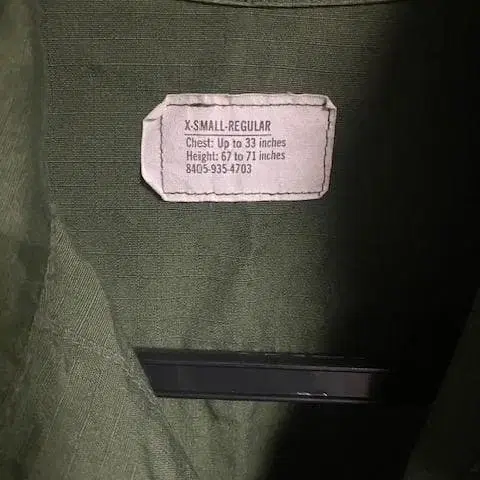 X-SMALL-REGULAR
Chest: Up to 33 inches
Height: 67 to 71 inches
8405-935-4703